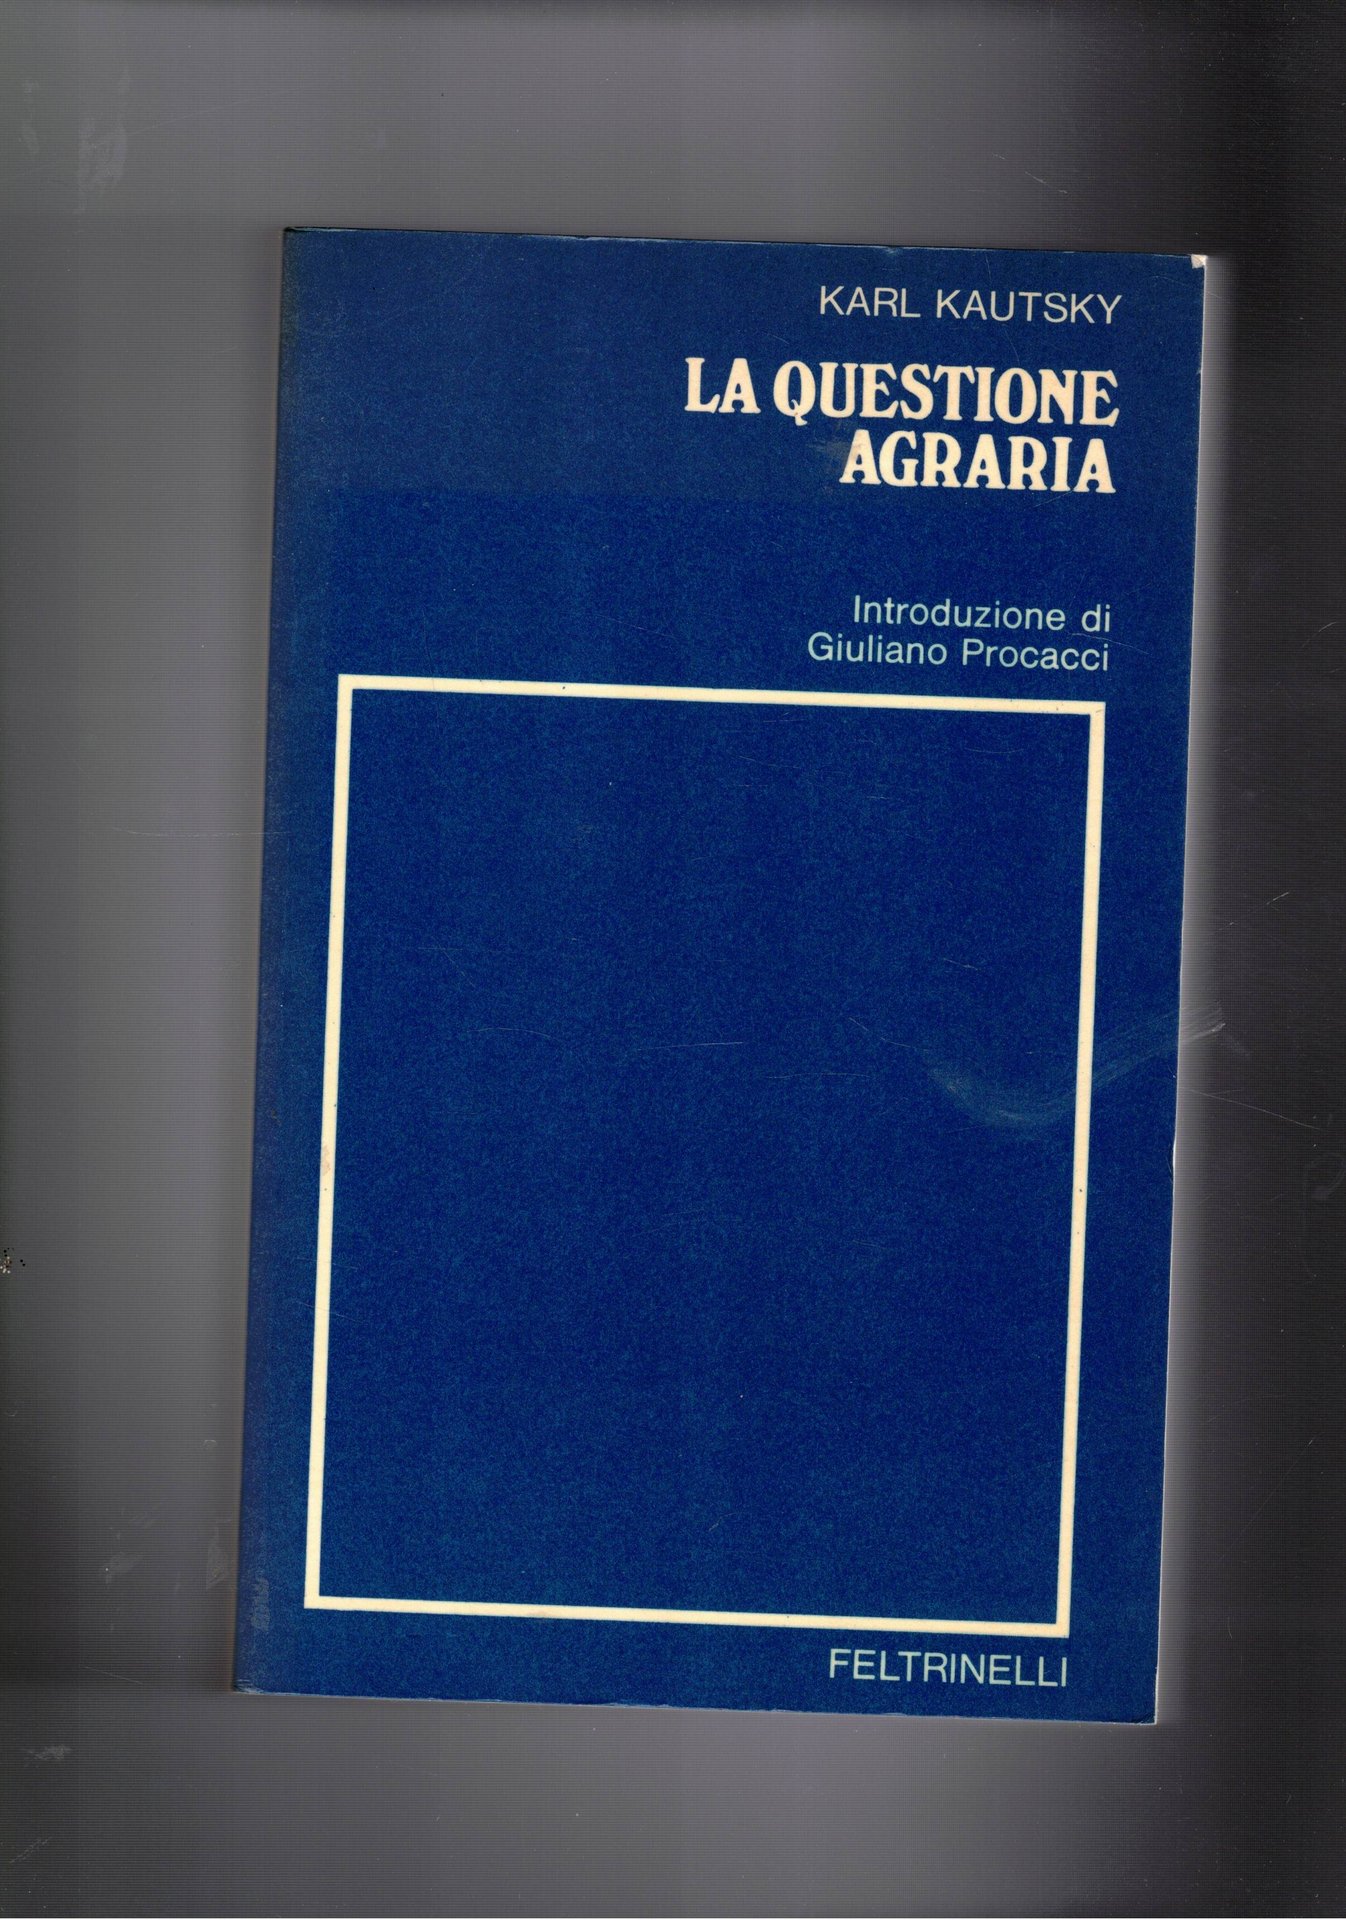 KARL KAUTSKY
LA QUESTIONE
AGRARIA
Introduzione di
Giuliano Procacci
FELTRINELLI